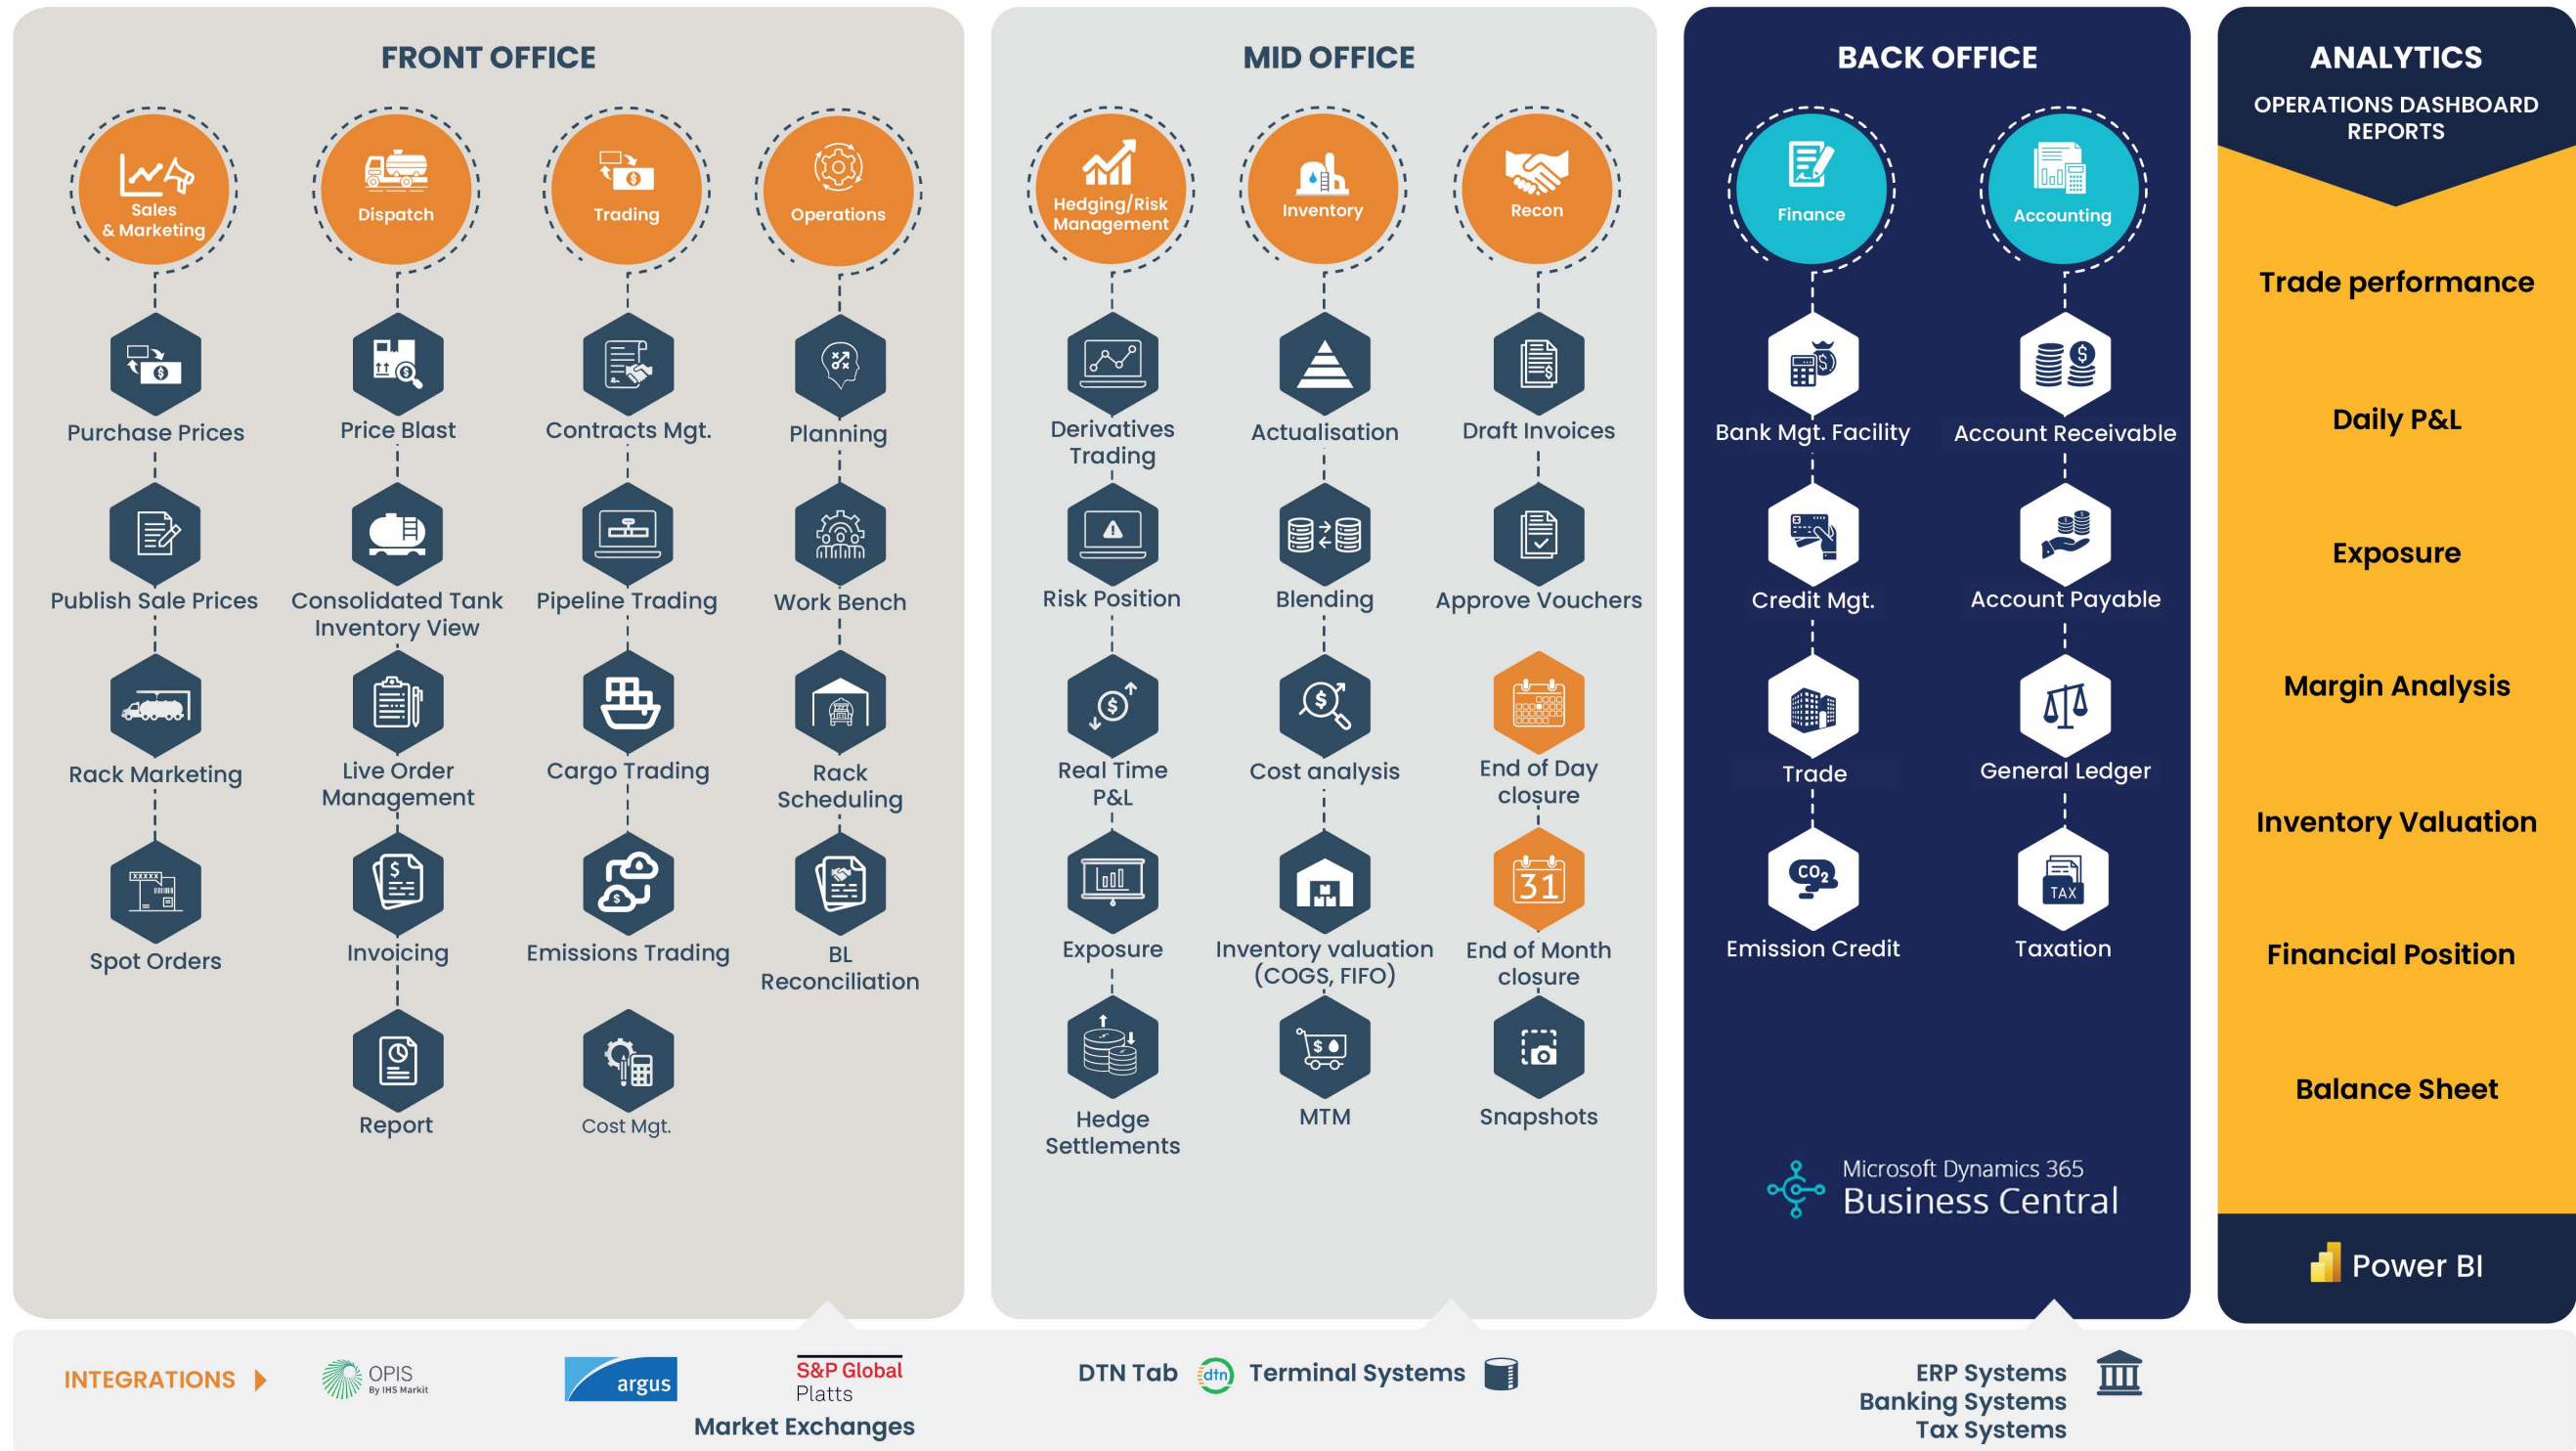 FRONT OFFICE
Sales
& Marketing
Purchase Prices
Publish Sale Prices
Rack Marketing
XXXXX
Spot Orders
Dispatch
Price Blast
Consolidated Tank
Inventory View
Live Order
Management
$
Invoicing
Report
$
Trading
Contracts Mgt.
Pipeline Trading
Cargo Trading
$
Emissions Trading
Cost Mgt.
Operations
Planning
Work Bench
Rack
Scheduling
BL
Reconciliation
MID OFFICE
Hedging/Risk
Management
Derivatives
Trading
Risk Position
$
Real Time
P&L
Exposure
Hedge
Settlements
Inventory
Actualisation
Blending
$
Cost analysis
Inventory valuation
(COGS, FIFO)
$
MTM
Recon
$
Draft Invoices
Approve Vouchers
End of Day
closure
31
End of Month
closure
Snapshots
BACK OFFICE
Finance
$
Bank Mgt. Facility
Credit Mgt.
Trade
CO2
Emission Credit
Accounting
$
Account Receivable
Account Payable
General Ledger
TAX
Taxation
Microsoft Dynamics 365
Business Central
ANALYTICS
OPERATIONS DASHBOARD
REPORTS
Trade performance
Daily P&L
Exposure
Margin Analysis
Inventory Valuation
Financial Position
Balance Sheet
Power BI
INTEGRATIONS
OPIS
By IHS Markit
argus
S&P Global
Platts
Market Exchanges
DTN Tab
dtn
Terminal Systems
ERP Systems
Banking Systems
Tax Systems